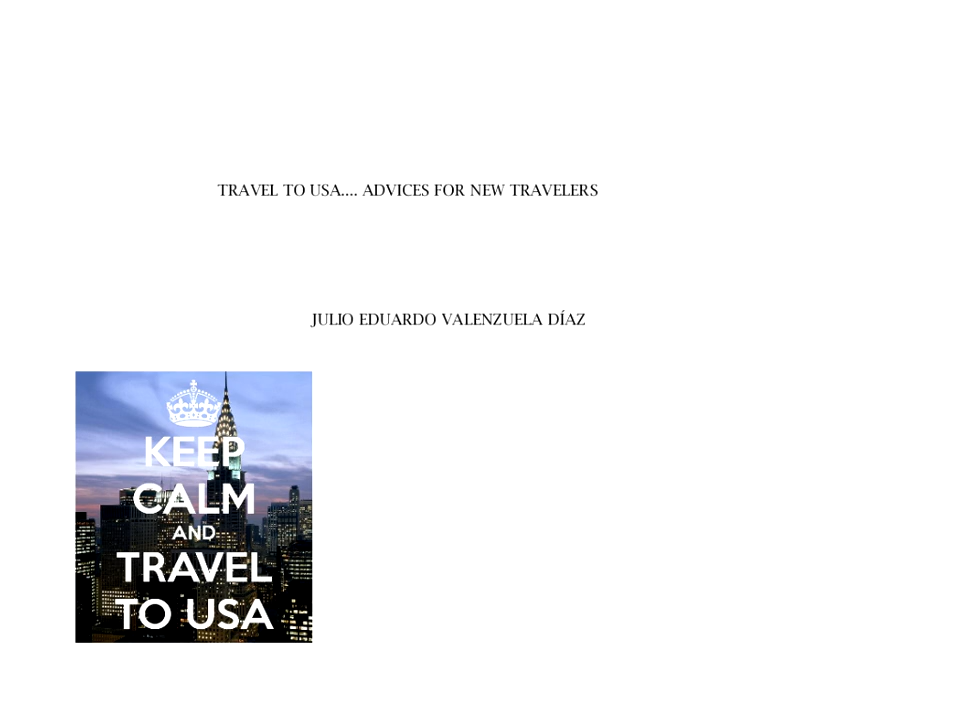 TRAVEL TO USA.... ADVICES FOR NEW TRAVELERS
JULIO EDUARDO VALENZUELA DÍAZ
KEEP
CALM
AND
TRAVEL
TO USA